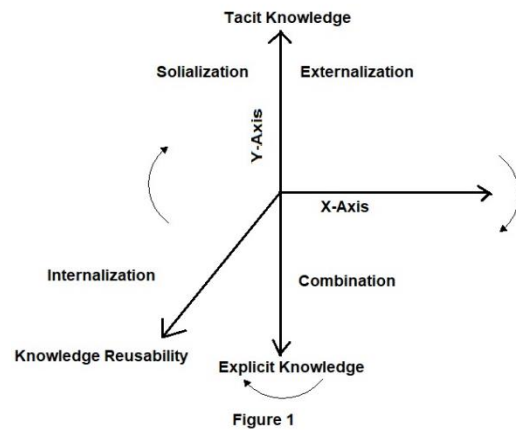 Tacit Knowledge
Solialization
Externalization
Y-Axis
X-Axis
Internalization
Combination
Knowledge Reusability
Explicit Knowledge
Figure 1